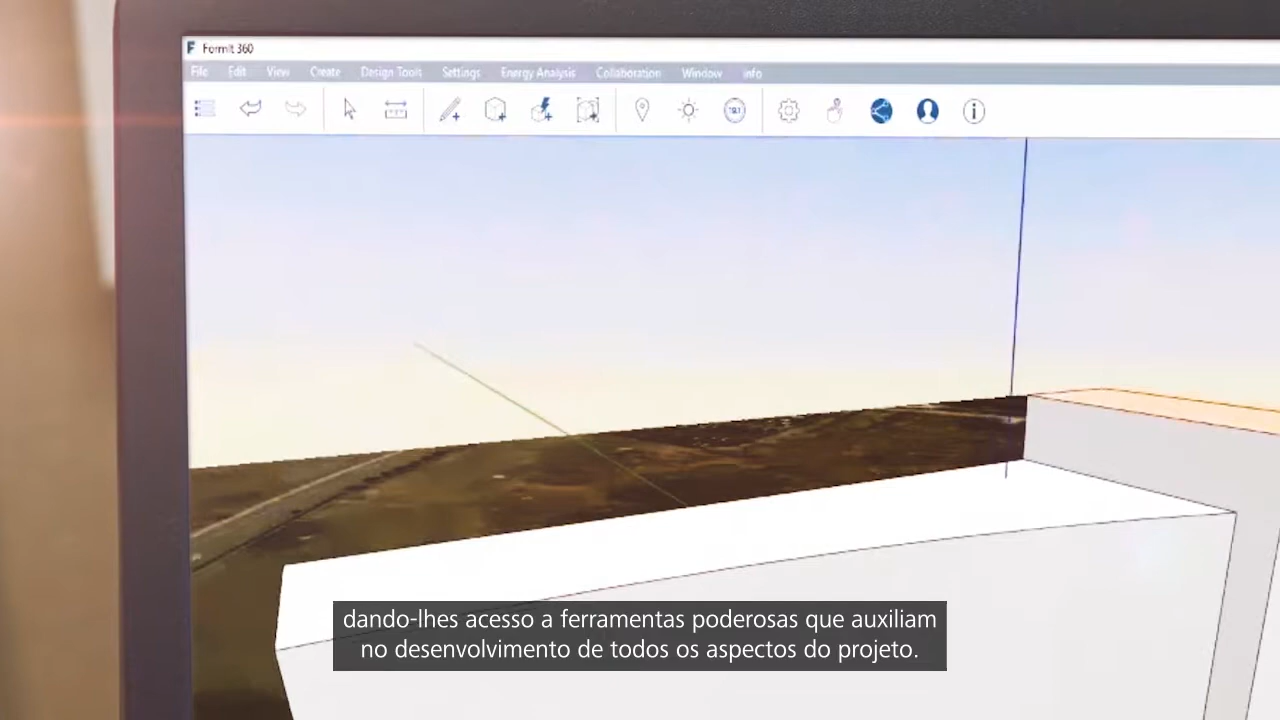 FormIt 360
File Edit View Create Design Tools Settings Energy Analysis Collaboration Window Info
dando-lhes acesso a ferramentas poderosas que auxiliam
no desenvolvimento de todos os aspectos do projeto.